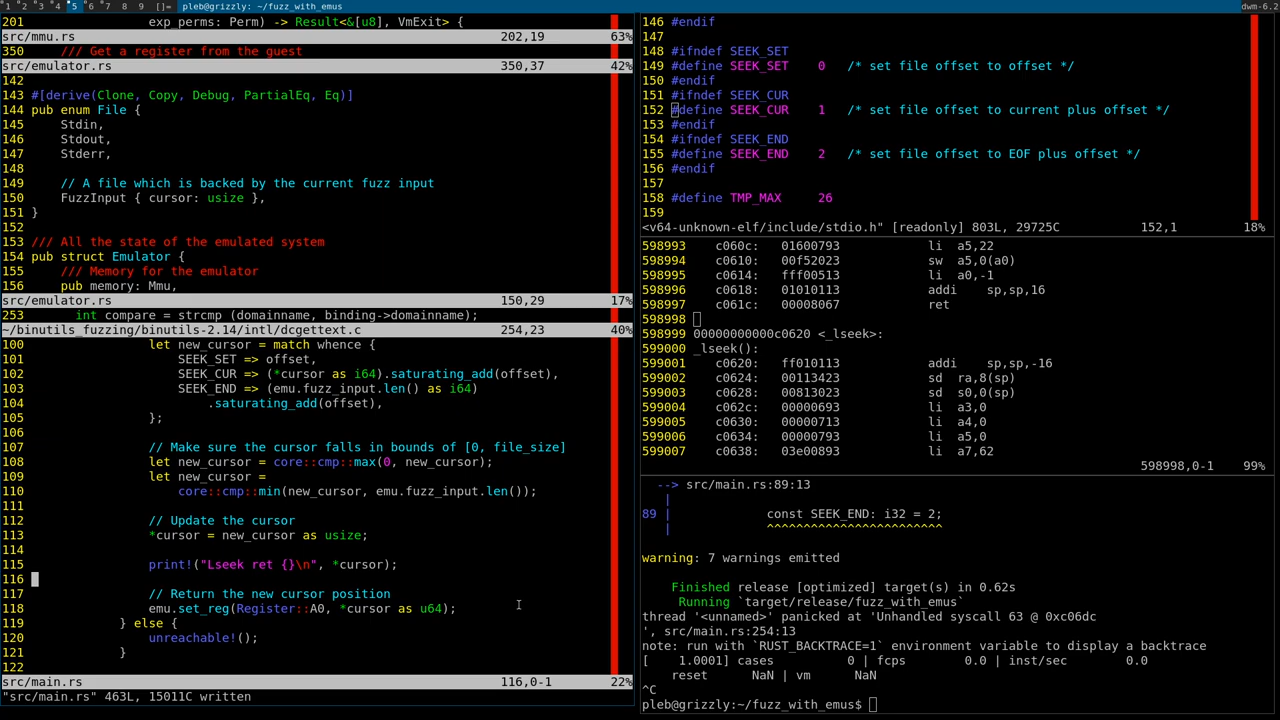 1 2 3 4 5 6 7 8 9 []= pleb@grizzly: ~/fuzz_with_emus dwm-6.2
201 exp_perms: Perm) -> Result<&[u8], VmExit> {
src/mmu.rs 202,19 63%
350 /// Get a register from the guest
src/emulator.rs 350,37 42%
142
143 #[derive(Clone, Copy, Debug, PartialEq, Eq)]
144 pub enum File {
145 Stdin,
146 Stdout,
147 Stderr,
148
149 // A file which is backed by the current fuzz input
150 FuzzInput { cursor: usize },
151 }
152
153 /// All the state of the emulated system
154 pub struct Emulator {
155 /// Memory for the emulator
156 pub memory: Mmu,
src/emulator.rs 150,29 17%
253 int compare = strcmp (domainname, binding->domainname);
~/binutils_fuzzing/binutils-2.14/intl/dcgettext.c 254,23 40%
100 let new_cursor = match whence {
101 SEEK_SET => offset,
102 SEEK_CUR => (*cursor as i64).saturating_add(offset),
103 SEEK_END => (emu.fuzz_input.len() as i64)
104 .saturating_add(offset),
105 };
106
107 // Make sure the cursor falls in bounds of [0, file_size]
108 let new_cursor = core::cmp::max(0, new_cursor);
109 let new_cursor =
110 core::cmp::min(new_cursor, emu.fuzz_input.len());
111
112 // Update the cursor
113 *cursor = new_cursor as usize;
114
115 print!("Lseek ret {}\n", *cursor);
116
117 // Return the new cursor position
118 emu.set_reg(Register::A0, *cursor as u64);
119 } else {
120 unreachable!();
121 }
122
src/main.rs 116,0-1 22%
"src/main.rs" 463L, 15011C written
146 #endif
147
148 #ifndef SEEK_SET
149 #define SEEK_SET 0 /* set file offset to offset */
150 #endif
151 #ifndef SEEK_CUR
152 #define SEEK_CUR 1 /* set file offset to current plus offset */
153 #endif
154 #ifndef SEEK_END
155 #define SEEK_END 2 /* set file offset to EOF plus offset */
156 #endif
157
158 #define TMP_MAX 26
159
<v64-unknown-elf/include/stdio.h" [readonly] 803L, 29725C 152,1 18%
598993 c060c: 01600793 li a5,22
598994 c0610: 00f52023 sw a5,0(a0)
598995 c0614: fff00513 li a0,-1
598996 c0618: 01010113 addi sp,sp,16
598997 c061c: 00008067 ret
598998
598999 00000000000c0620 <_lseek>:
599000 _lseek():
599001 c0620: ff010113 addi sp,sp,-16
599002 c0624: 00113423 sd ra,8(sp)
599003 c0628: 00813023 sd s0,0(sp)
599004 c062c: 00000693 li a3,0
599005 c0630: 00000713 li a4,0
599006 c0634: 00000793 li a5,0
599007 c0638: 03e00893 li a7,62
598998,0-1 99%
--> src/main.rs:89:13
|
89 | const SEEK_END: i32 = 2;
| ^^^^^^^^^^^^^^^^^^^^^^^^
warning: 7 warnings emitted
Finished release [optimized] target(s) in 0.62s
Running `target/release/fuzz_with_emus`
thread '<unnamed>' panicked at 'Unhandled syscall 63 @ 0xc06dc
', src/main.rs:254:13
note: run with `RUST_BACKTRACE=1` environment variable to display a backtrace
[ 1.0001] cases 0 | fcps 0.0 | inst/sec 0.0
reset NaN | vm NaN
^C
pleb@grizzly:~/fuzz_with_emus$